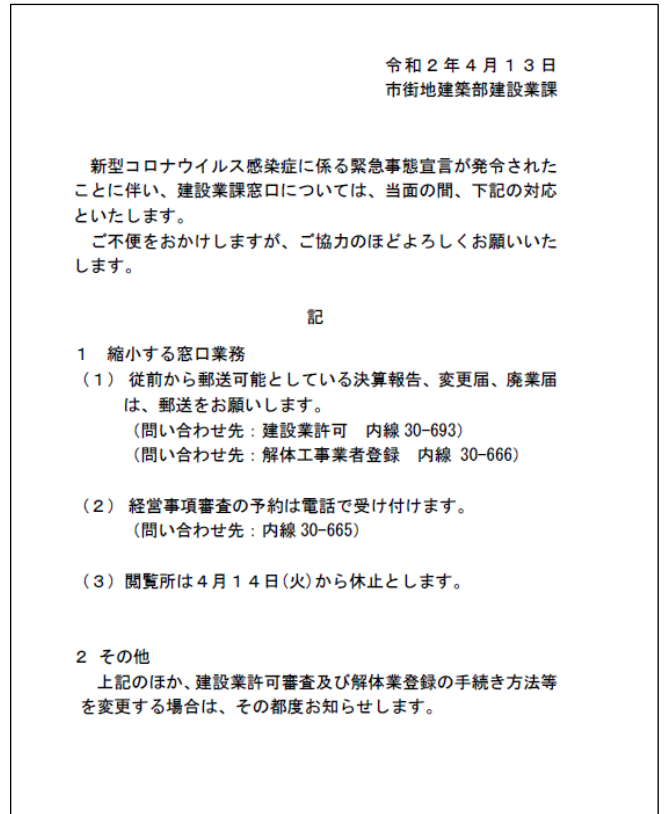 令和２年４月１３日
市街地建築部建設業課
新型コロナウイルス感染症に係る緊急事態宣言が発令された
ことに伴い、建設業課窓口については、当面の間、下記の対応
といたします。
ご不便をおかけしますが、ご協力のほどよろしくお願いいた
します。
記
１　縮小する窓口業務
（１）従前から郵送可能としている決算報告、変更届、廃業届
は、郵送をお願いします。
（問い合わせ先：建設業許可　内線 30-693）
（問い合わせ先：解体工事業者登録　内線 30-666）
（２）経営事項審査の予約は電話で受け付けます。
（問い合わせ先：内線 30-665）
（３）閲覧所は４月１４日(火)から休止とします。
２ その他
上記のほか、建設業許可審査及び解体業登録の手続き方法等
を変更する場合は、その都度お知らせします。